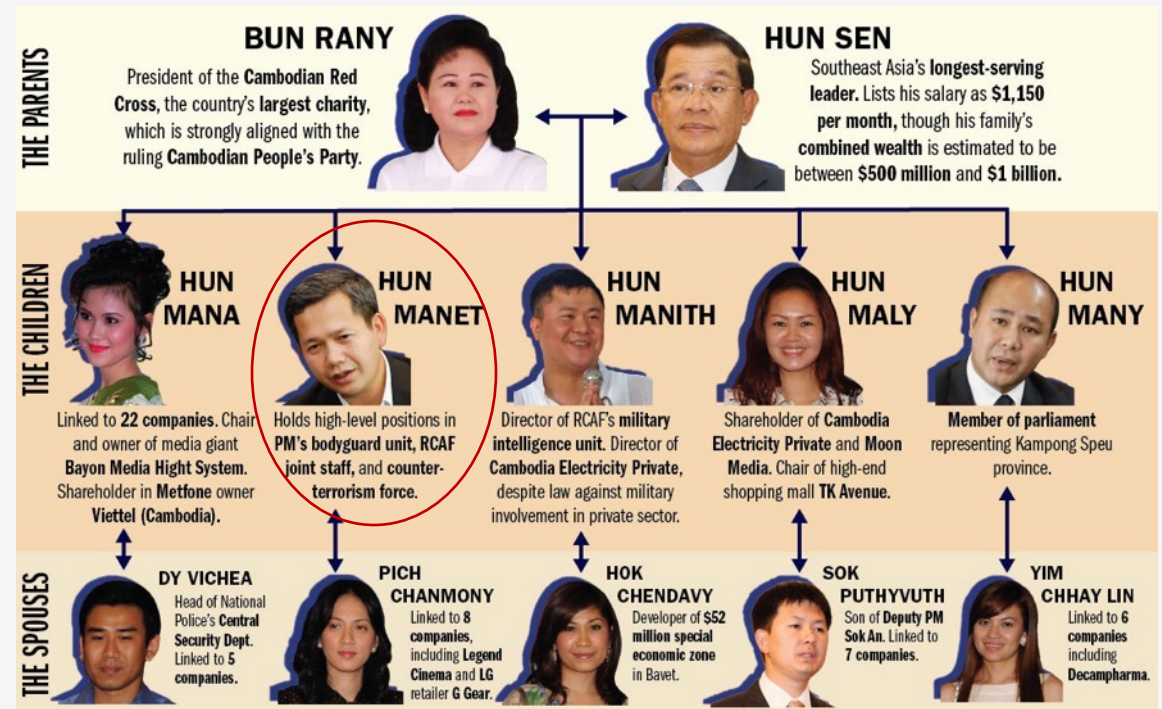 THE PARENTS
BUN RANY
President of the Cambodian Red
Cross, the country's largest charity,
which is strongly aligned with the
ruling Cambodian People's Party.
HUN SEN
Southeast Asia's longest-serving
leader. Lists his salary as $1,150
per month, though his family's
combined wealth is estimated to be
between $500 million and $1 billion.
THE CHILDREN
HUN
MANA
Linked to 22 companies. Chair
and owner of media giant
Bayon Media Hight System.
Shareholder in Metfone owner
Viettel (Cambodia).
HUN
MANET
Holds high-level positions in
PM's bodyguard unit, RCAF
joint staff, and counter-
terrorism force.
HUN
MANITH
Director of RCAF's military
intelligence unit. Director of
Cambodia Electricity Private,
despite law against military
involvement in private sector.
HUN
MALY
Shareholder of Cambodia
Electricity Private and Moon
Media. Chair of high-end
shopping mall TK Avenue.
HUN
MANY
Member of parliament
representing Kampong Speu
province.
THE SPOUSES
DY VICHEA
Head of National
Police's Central
Security Dept.
Linked to 5
companies.
PICH
CHANMONY
Linked to 8
companies,
including Legend
Cinema and LG
retailer G Gear.
HOK
CHENDAVY
Developer of $52
million special
economic zone
in Bavet.
SOK
PUTHYVUTH
Son of Deputy PM
Sok An. Linked to
7 companies.
YIM
CHHAY LIN
Linked to 6
companies
including
Decampharma.